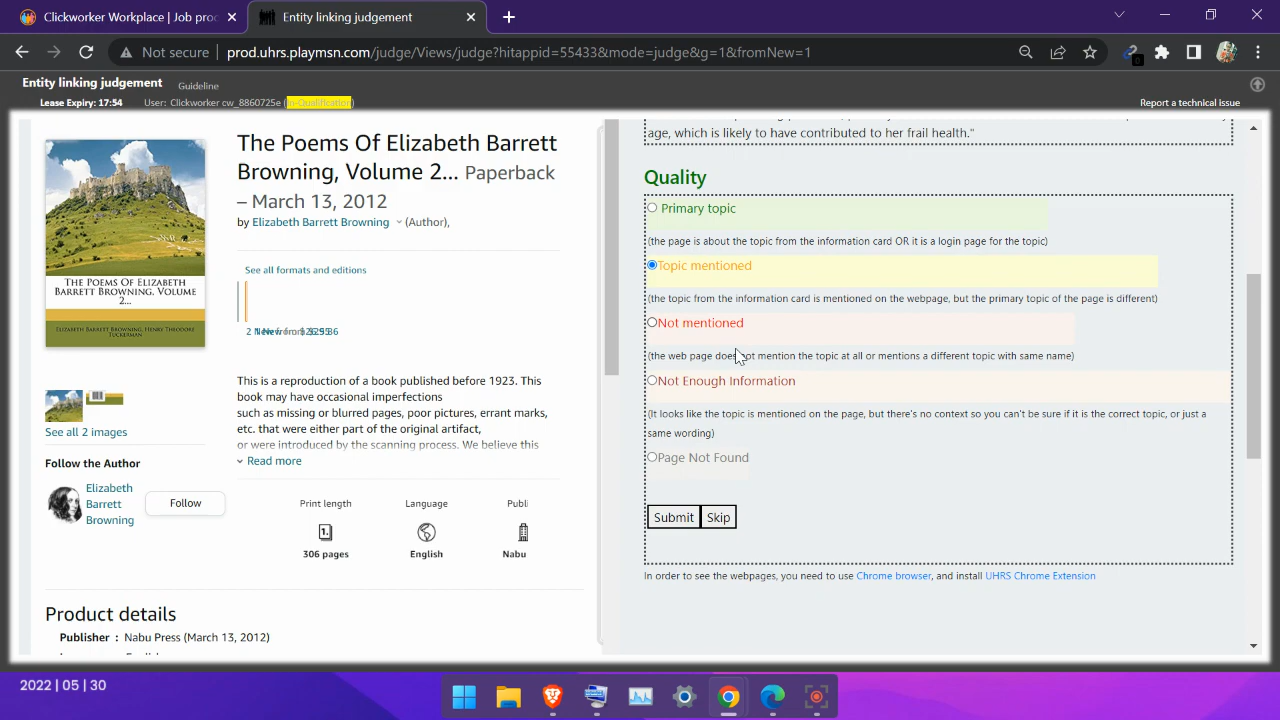 Clickworker Workplace | Job proc
Entity linking judgement
Not secure
prod.uhrs.playmsn.com/judge/Views/judge?hitappid=55433&mode=judge&g=1&fromNew=1
Entity linking judgement
Guideline
Lease Expiry: 17:54
User: Clickworker cw_8860725e (In-Qualification)
Report a technical issue
The Poems Of Elizabeth Barrett
Browning, Volume 2... Paperback
– March 13, 2012
by Elizabeth Barrett Browning (Author),
See all formats and editions
THE POEMS OF ELIZABETH
BARRETT BROWNING, VOLUME
2...
ELIZABETH BARRETT BROWNING, HENRY THEODORE
TUCKERMAN
This is a reproduction of a book published before 1923. This
book may have occasional imperfections
such as missing or blurred pages, poor pictures, errant marks,
etc. that were either part of the original artifact,
or were introduced by the scanning process. We believe this
Read more
See all 2 images
Follow the Author
Elizabeth
Barrett
Browning
Follow
Print length
306 pages
Language
English
Publi
Nabu
Product details
Publisher : Nabu Press (March 13, 2012)
age, which is likely to have contributed to her frail health."
Quality
Primary topic
(the page is about the topic from the information card OR it is a login page for the topic)
Topic mentioned
(the topic from the information card is mentioned on the webpage, but the primary topic of the page is different)
Not mentioned
(the web page does not mention the topic at all or mentions a different topic with same name)
Not Enough Information
(It looks like the topic is mentioned on the page, but there's no context so you can't be sure if it is the correct topic, or just a
same wording)
Page Not Found
Submit
Skip
In order to see the webpages, you need to use Chrome browser, and install UHRS Chrome Extension
2022 | 05 | 30